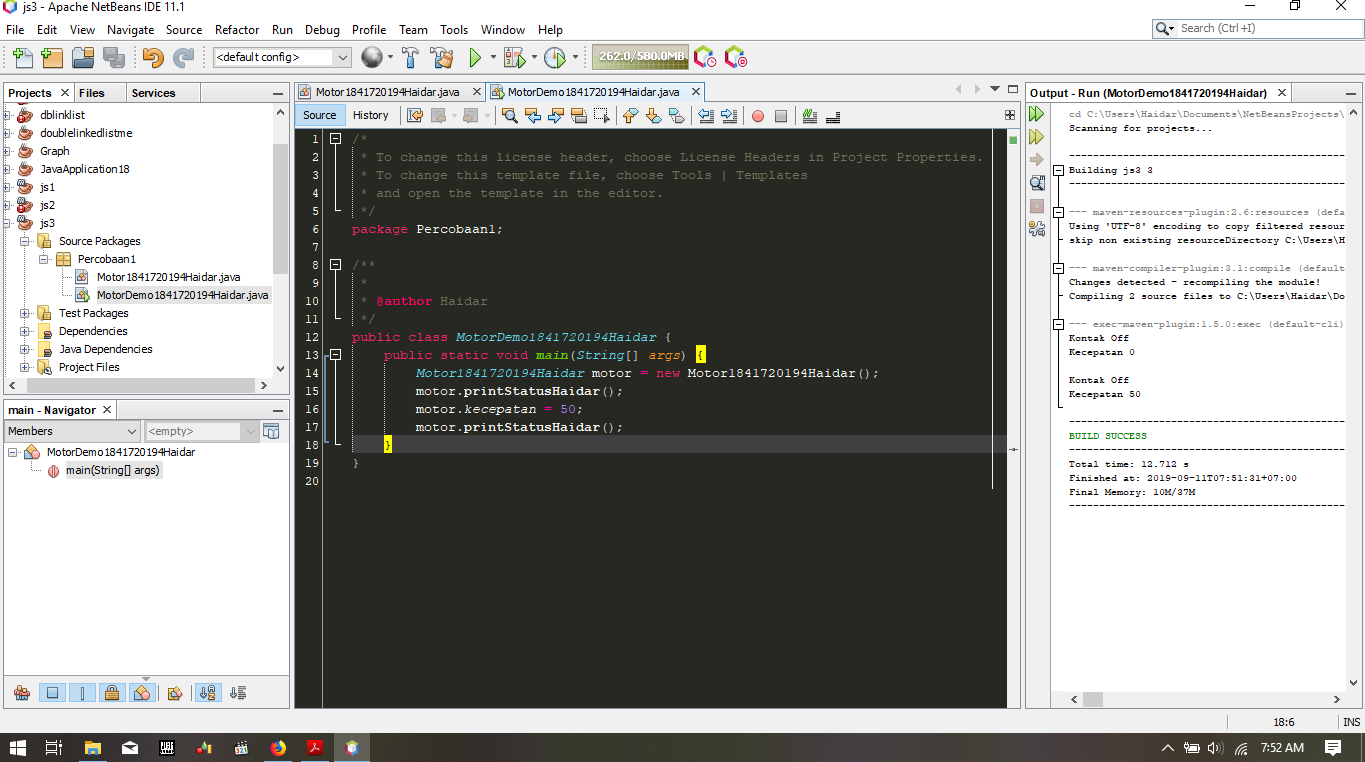 js3 - Apache NetBeans IDE 11.1
File Edit View Navigate Source Refactor Run Debug Profile Team Tools Window Help
Search (Ctrl+I)
<default config>
262.0/580.0MB
Projects Files Services
dblinklist
doublelinkedlistme
Graph
JavaApplication18
js1
js2
js3
Source Packages
Percobaan1
Motor1841720194Haidar.java
MotorDemo1841720194Haidar.java
Test Packages
Dependencies
Java Dependencies
Project Files
main - Navigator
Members
<empty>
MotorDemo1841720194Haidar
main(String[] args)
Motor1841720194Haidar.java MotorDemo1841720194Haidar.java
Source History
1 /*
2 * To change this license header, choose License Headers in Project Properties.
3 * To change this template file, choose Tools | Templates
4 * and open the template in the editor.
5 */
6 package Percobaan1;
7
8 /**
9 *
10 * @author Haidar
11 */
12 public class MotorDemo1841720194Haidar {
13 public static void main(String[] args) {
14 Motor1841720194Haidar motor = new Motor1841720194Haidar();
15 motor.printStatusHaidar();
16 motor.kecepatan = 50;
17 motor.printStatusHaidar();
18 }
19 }
20
Output - Run (MotorDemo1841720194Haidar)
cd C:\Users\Haidar\Documents\NetBeansProjects\
Scanning for projects...
------------------------------------------------
Building js3 3
------------------------------------------------
--- maven-resources-plugin:2.6:resources (defa
Using 'UTF-8' encoding to copy filtered resour
skip non existing resourceDirectory C:\Users\H
--- maven-compiler-plugin:3.1:compile (default
Changes detected - recompiling the module!
Compiling 2 source files to C:\Users\Haidar\Do
--- exec-maven-plugin:1.5.0:exec (default-cli)
Kontak Off
Kecepatan 0
Kontak Off
Kecepatan 50
------------------------------------------------
BUILD SUCCESS
------------------------------------------------
Total time: 12.712 s
Finished at: 2019-09-11T07:51:31+07:00
Final Memory: 10M/37M
------------------------------------------------
18:6 INS
7:52 AM